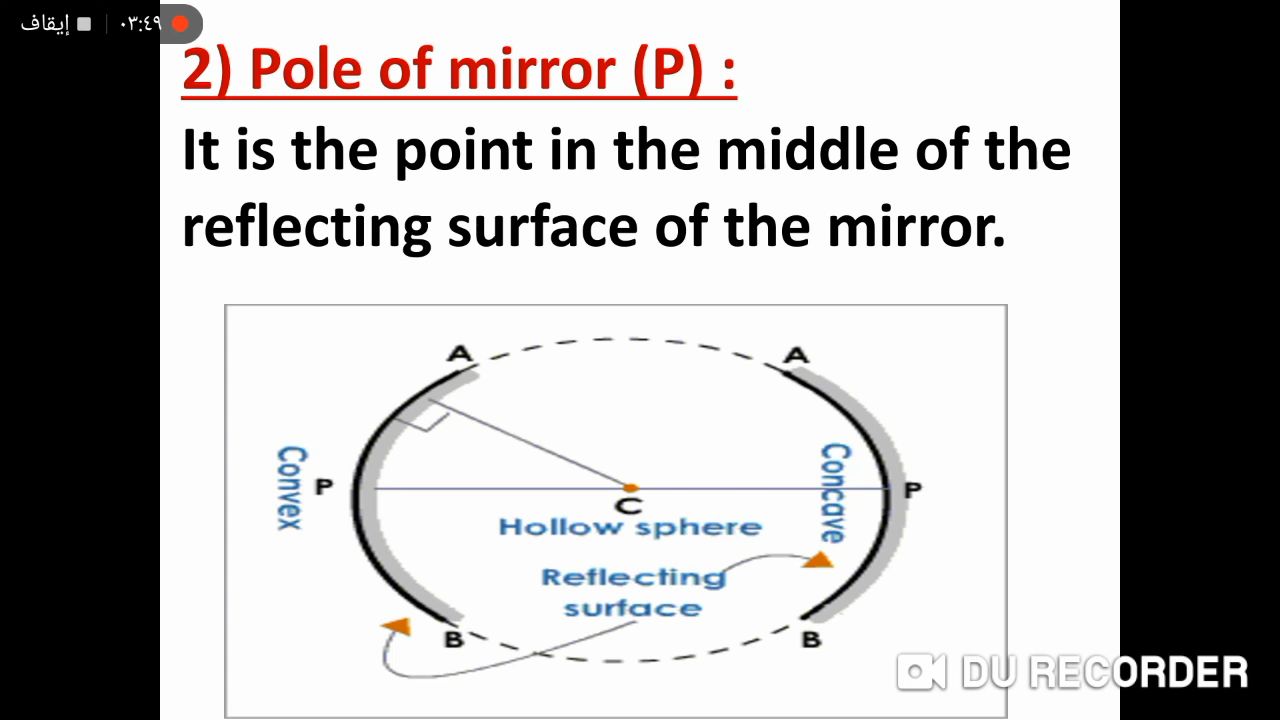 إيقاف ٠٣:٤٩
2) Pole of mirror (P) :
It is the point in the middle of the
reflecting surface of the mirror.
A A
Convex P C Concave P
Hollow sphere
Reflecting
surface
B B
DU RECORDER